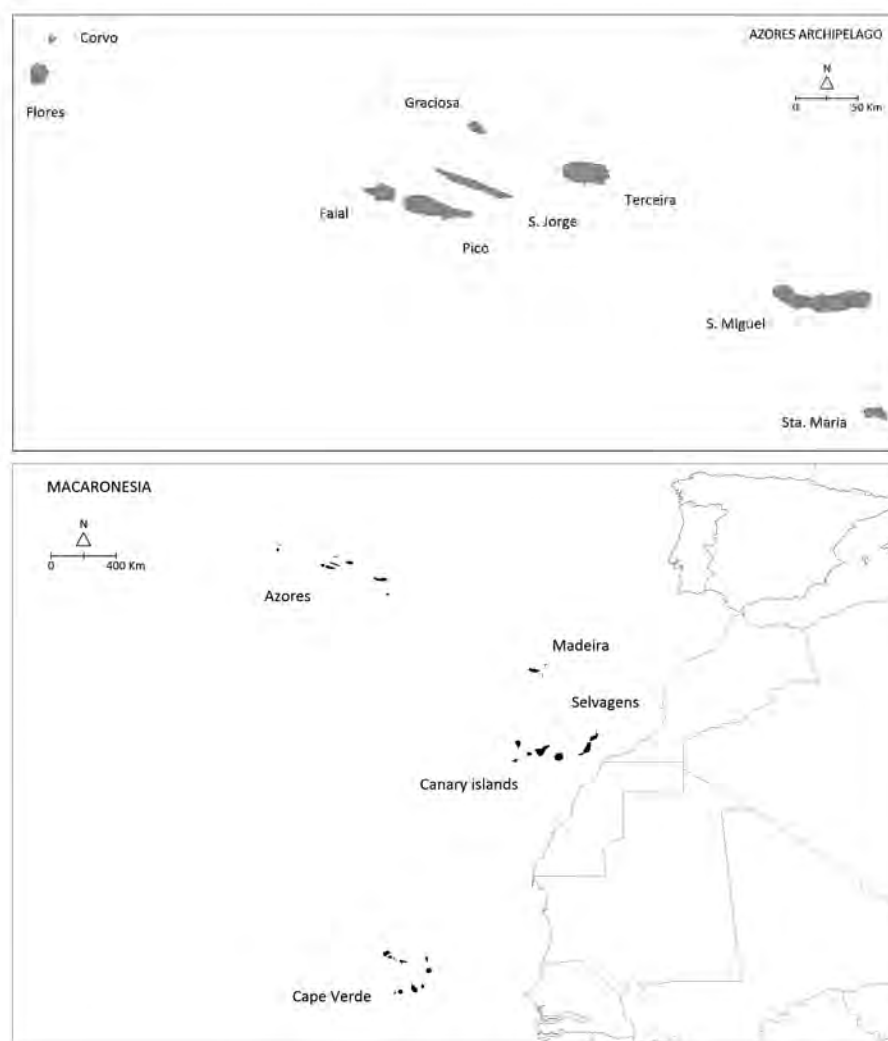 Corvo
AZORES ARCHIPELAGO
N
0 50 Km
Flores
Graciosa
Terceira
Faial
S. Jorge
Pico
S. Miguel
Sta. Maria
MACARONESIA
N
0 400 Km
Azores
Madeira
Selvagens
Canary islands
Cape Verde